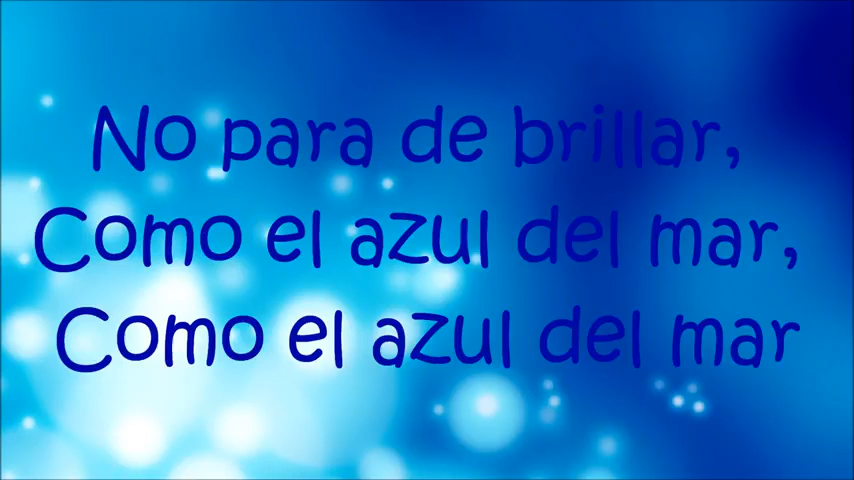 No para de brillar,
Como el azul del mar,
Como el azul del mar